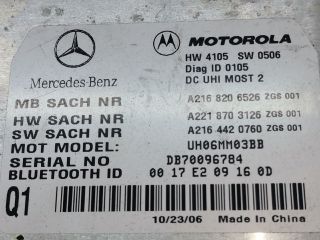 MOTOROLA
HW 4105 SW 0506
Diag ID 0105
DC UHI MOST 2
Mercedes-Benz
MB SACH NR A216 820 6526 ZGS 001
HW SACH NR A221 870 3126 ZGS 001
SW SACH NR A216 442 0760 ZGS 001
MOT MODEL: UH06MM03BB
SERIAL NO DB70096784
BLUETOOTH ID 00 17 E2 09 16 0D
Q1
10/23/06 Made In China